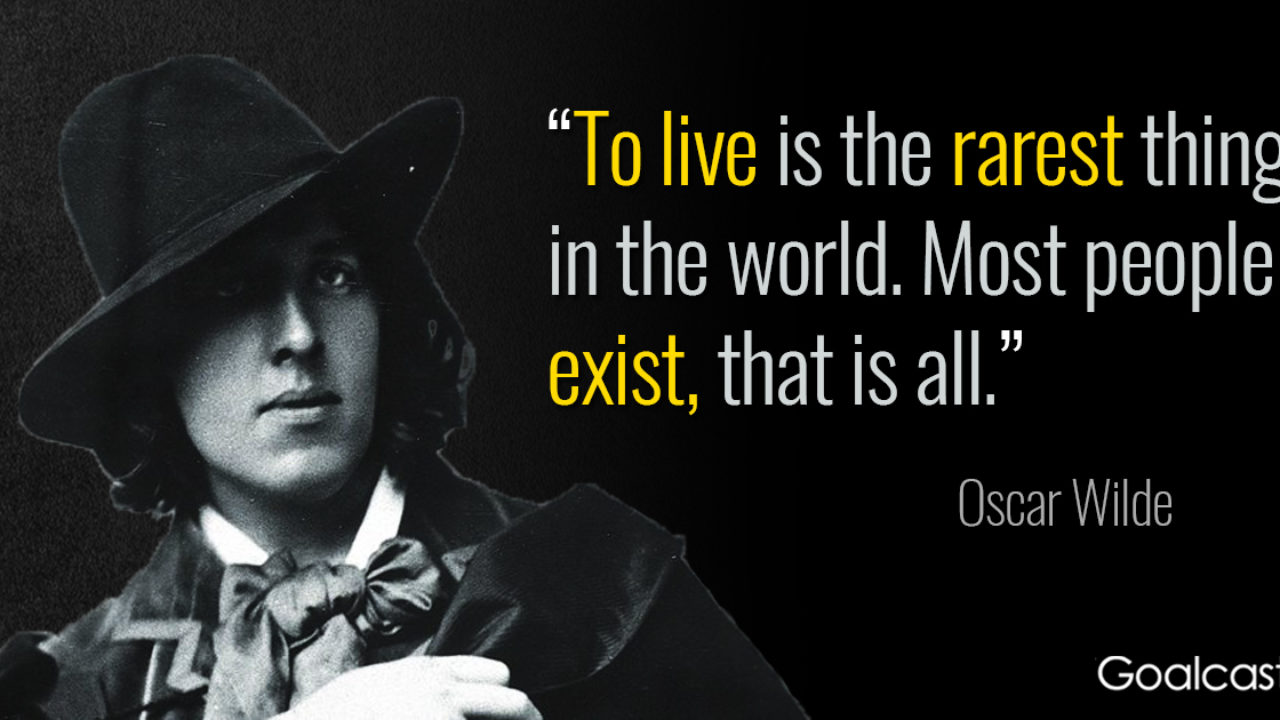 “To live is the rarest thing
in the world. Most people
exist, that is all.”
Oscar Wilde
Goalcast